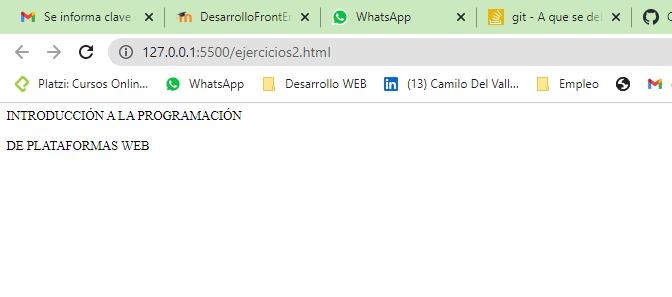 Se informa clave DesarrolloFrontEn WhatsApp git - A que se de
127.0.0.1:5500/ejercicios2.html
Platzi: Cursos Onlin... WhatsApp Desarrollo WEB (13) Camilo Del Vall... Empleo
INTRODUCCIÓN A LA PROGRAMACIÓN
DE PLATAFORMAS WEB